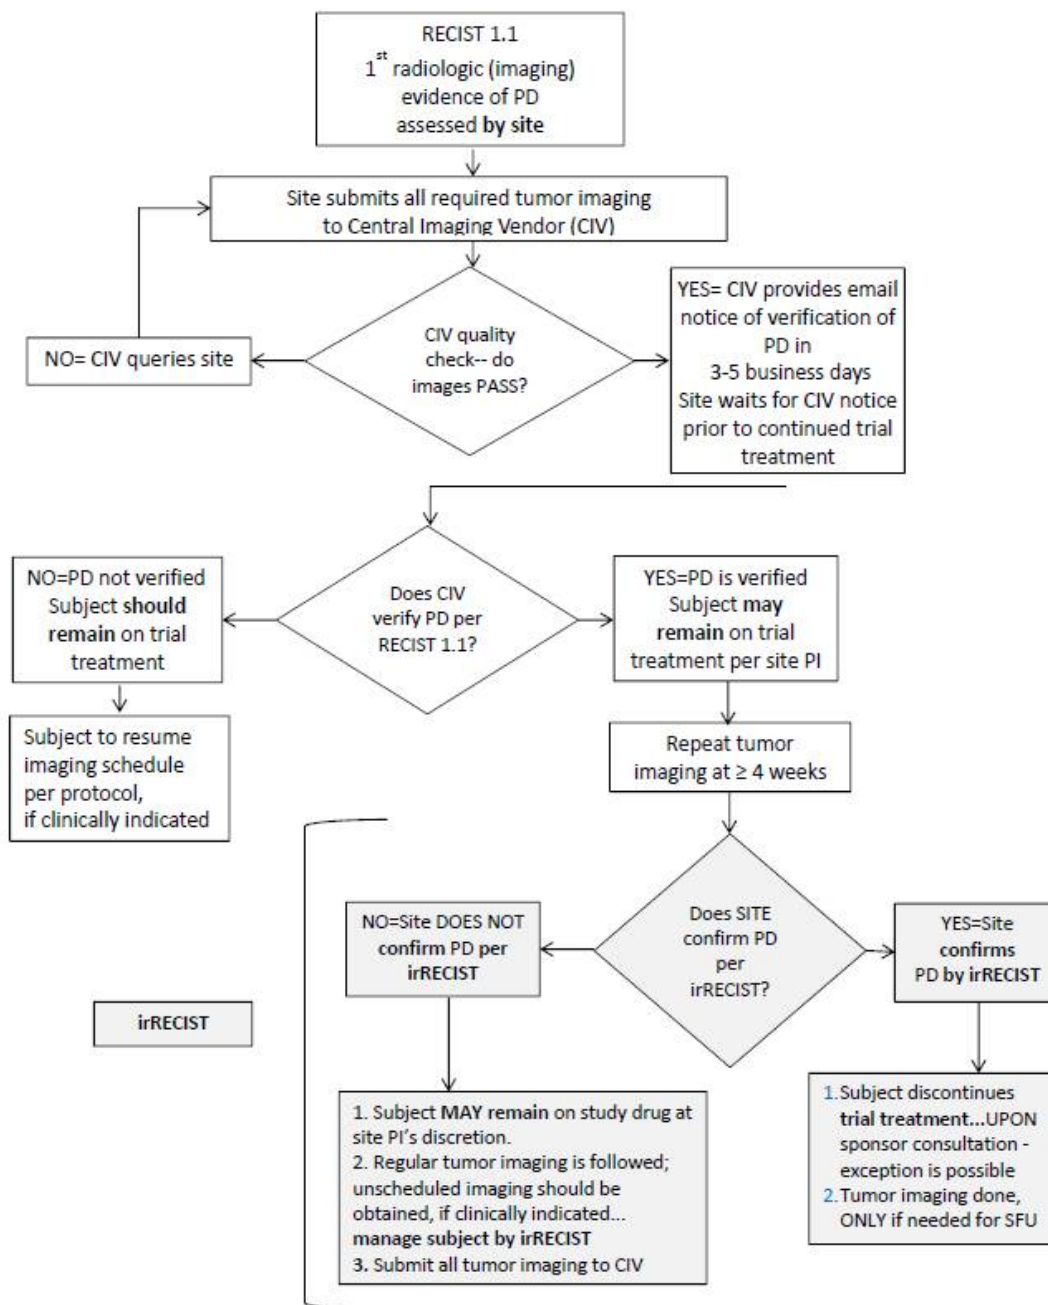 RECIST 1.1
1st radiologic (imaging)
evidence of PD
assessed by site
Site submits all required tumor imaging
to Central Imaging Vendor (CIV)
CIV quality
check-- do
images PASS?
NO= CIV queries site
YES= CIV provides email
notice of verification of
PD in
3-5 business days
Site waits for CIV notice
prior to continued trial
treatment
Does CIV
verify PD per
RECIST 1.1?
NO=PD not verified
Subject should
remain on trial
treatment
YES=PD is verified
Subject may
remain on trial
treatment per site PI
Subject to resume
imaging schedule
per protocol,
if clinically indicated
Repeat tumor
imaging at ≥ 4 weeks
Does SITE
confirm PD
per
irRECIST?
NO=Site DOES NOT
confirm PD per
irRECIST
YES=Site
confirms
PD by irRECIST
irRECIST
1. Subject MAY remain on study drug at
site PI's discretion.
2. Regular tumor imaging is followed;
unscheduled imaging should be
obtained, if clinically indicated...
manage subject by irRECIST
3. Submit all tumor imaging to CIV
1. Subject discontinues
trial treatment...UPON
sponsor consultation -
exception is possible
2. Tumor imaging done,
ONLY if needed for SFU